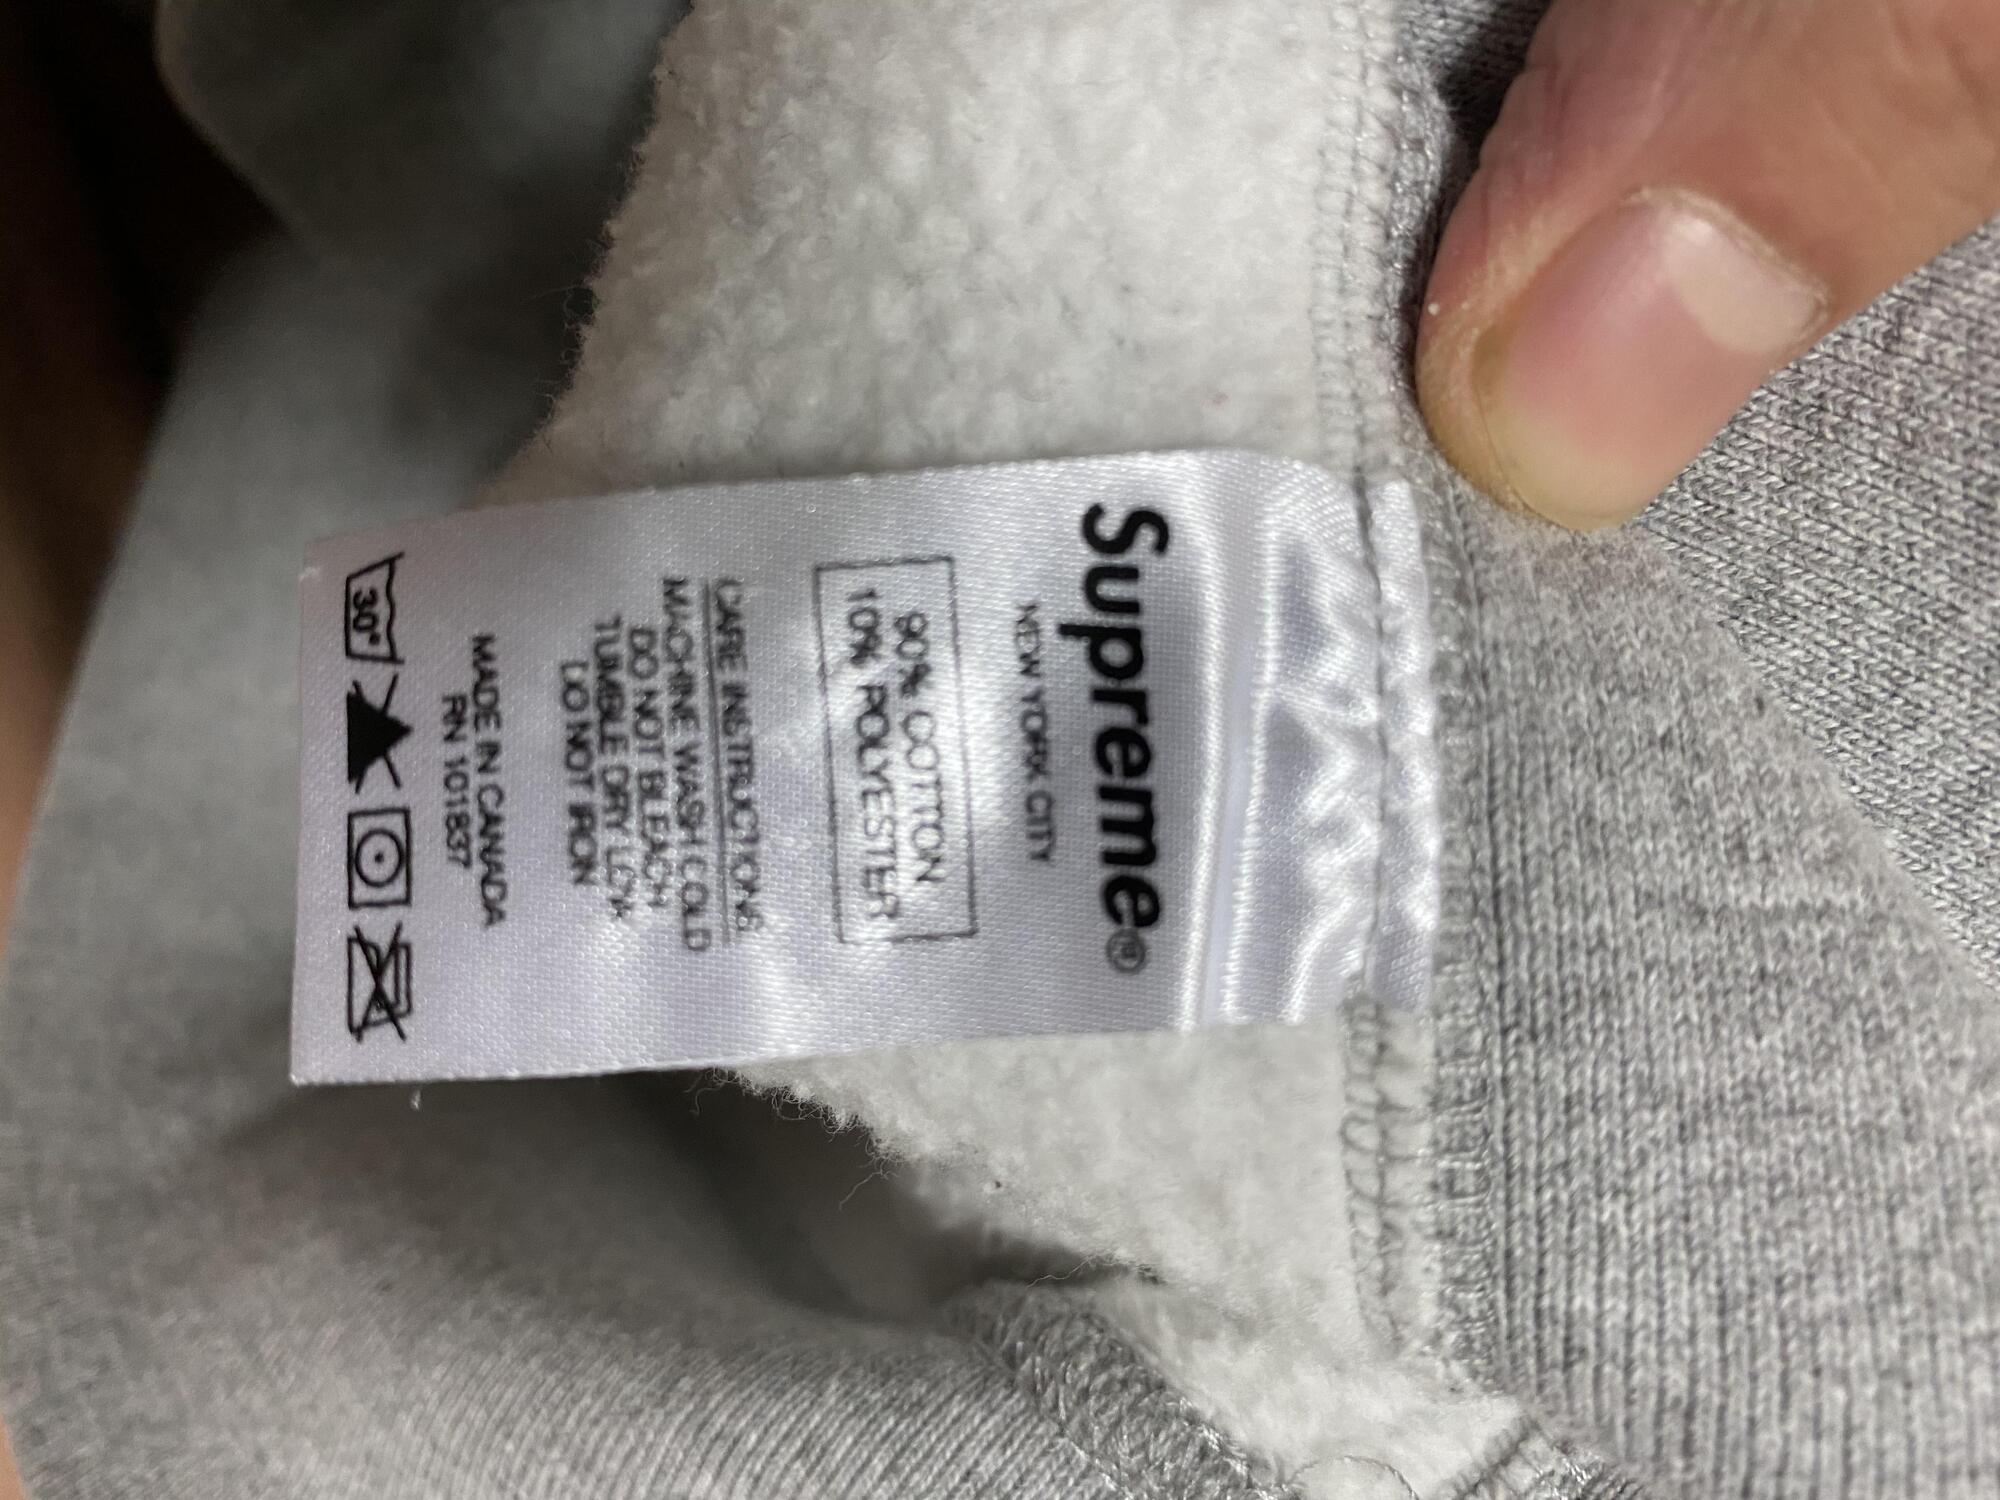 Supreme®
NEW YORK CITY
90% COTTON
10% POLYESTER
CARE INSTRUCTIONS
MACHINE WASH COLD
DO NOT BLEACH
TUMBLE DRY LOW
DO NOT IRON
MADE IN CANADA
RN 101837
30°